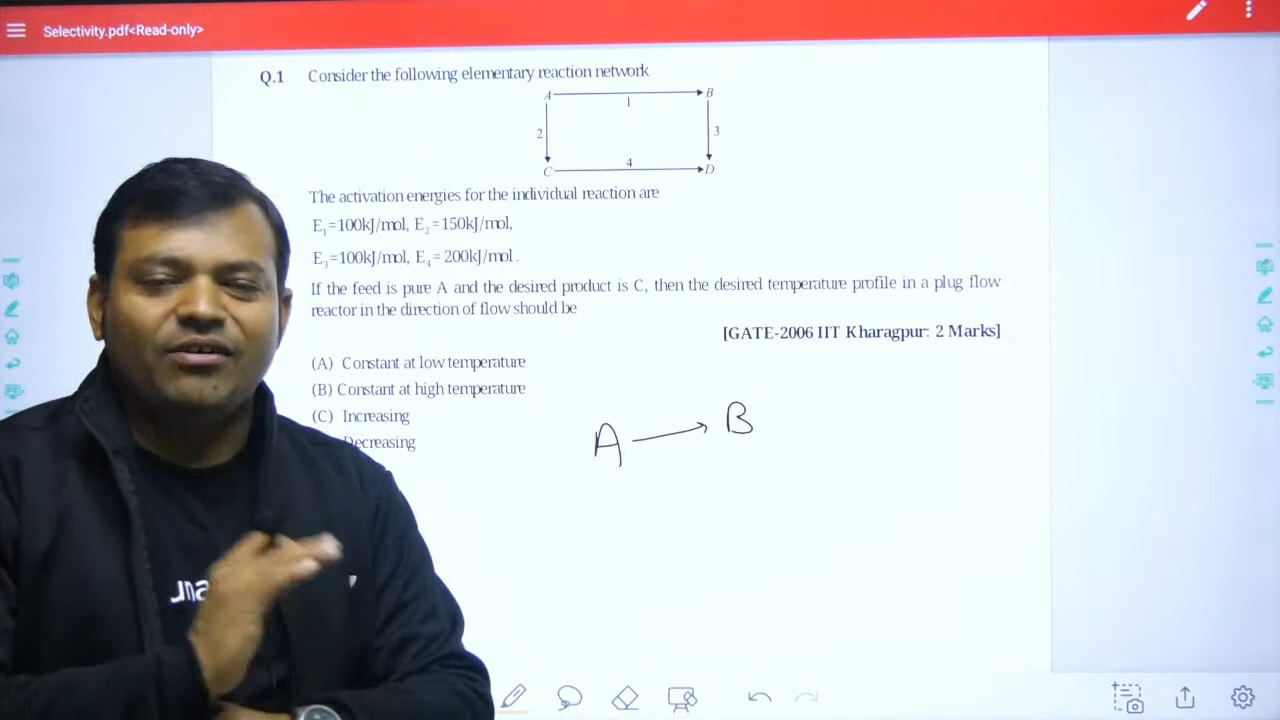 Selectivity.pdf<Read-only>
Q.1 Consider the following elementary reaction network
A B
1
2 3
4
C D
The activation energies for the individual reaction are
E₁=100kJ/mol, E₂=150kJ/mol,
E₃=100kJ/mol, E₄=200kJ/mol.
If the feed is pure A and the desired product is C, then the desired temperature profile in a plug flow
reactor in the direction of flow should be
[GATE-2006 IIT Kharagpur: 2 Marks]
(A) Constant at low temperature
(B) Constant at high temperature
(C) Increasing
Decreasing
A → B